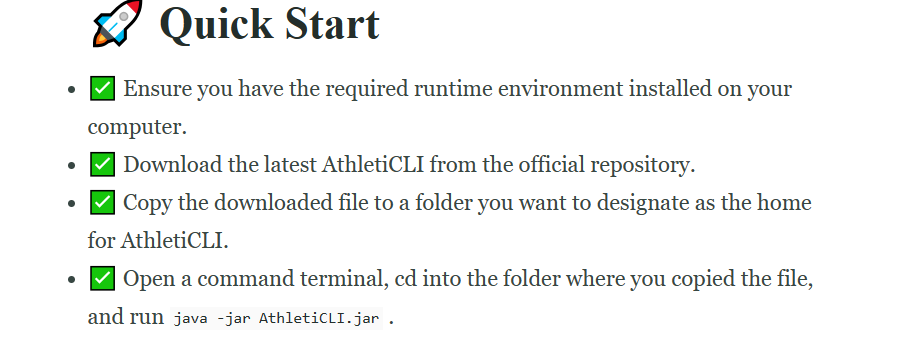 🚀 Quick Start
• ✅ Ensure you have the required runtime environment installed on your
computer.
• ✅ Download the latest AthletiCLI from the official repository.
• ✅ Copy the downloaded file to a folder you want to designate as the home
for AthletiCLI.
• ✅ Open a command terminal, cd into the folder where you copied the file,
and run java -jar AthletiCLI.jar .